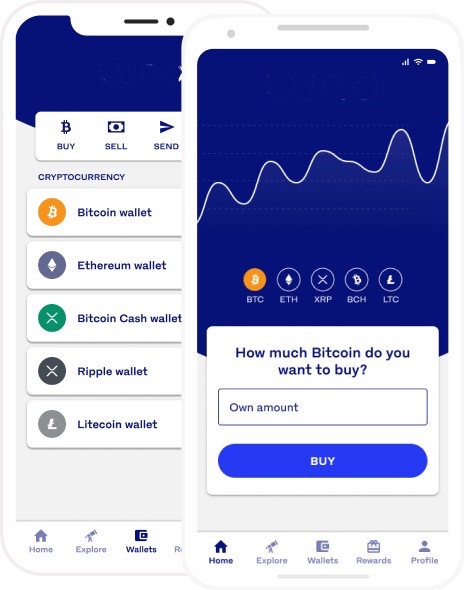 BUY SELL SEND
CRYPTOCURRENCY
Bitcoin wallet
Ethereum wallet
Bitcoin Cash wallet
Ripple wallet
Litecoin wallet
Home Explore Wallets
BTC ETH XRP BCH LTC
How much Bitcoin do you
want to buy?
Own amount
BUY
Home Explore Wallets Rewards Profile